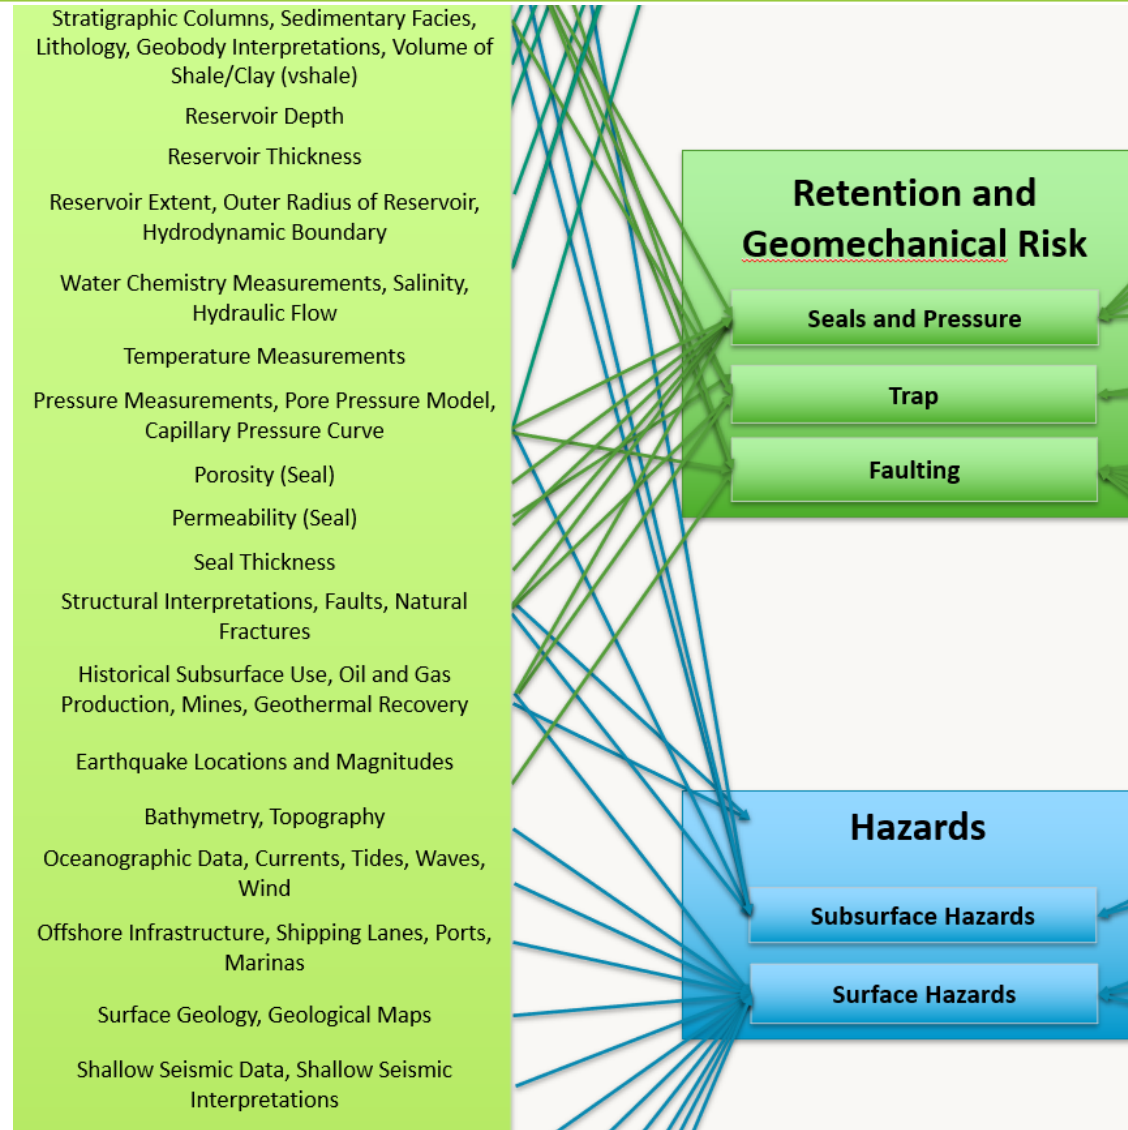 Stratigraphic Columns, Sedimentary Facies,
Lithology, Geobody Interpretations, Volume of
Shale/Clay (vshale)
Reservoir Depth
Reservoir Thickness
Reservoir Extent, Outer Radius of Reservoir,
Hydrodynamic Boundary
Water Chemistry Measurements, Salinity,
Hydraulic Flow
Temperature Measurements
Pressure Measurements, Pore Pressure Model,
Capillary Pressure Curve
Porosity (Seal)
Permeability (Seal)
Seal Thickness
Structural Interpretations, Faults, Natural
Fractures
Historical Subsurface Use, Oil and Gas
Production, Mines, Geothermal Recovery
Earthquake Locations and Magnitudes
Bathymetry, Topography
Oceanographic Data, Currents, Tides, Waves,
Wind
Offshore Infrastructure, Shipping Lanes, Ports,
Marinas
Surface Geology, Geological Maps
Shallow Seismic Data, Shallow Seismic
Interpretations
Retention and
Geomechanical Risk
Seals and Pressure
Trap
Faulting
Hazards
Subsurface Hazards
Surface Hazards